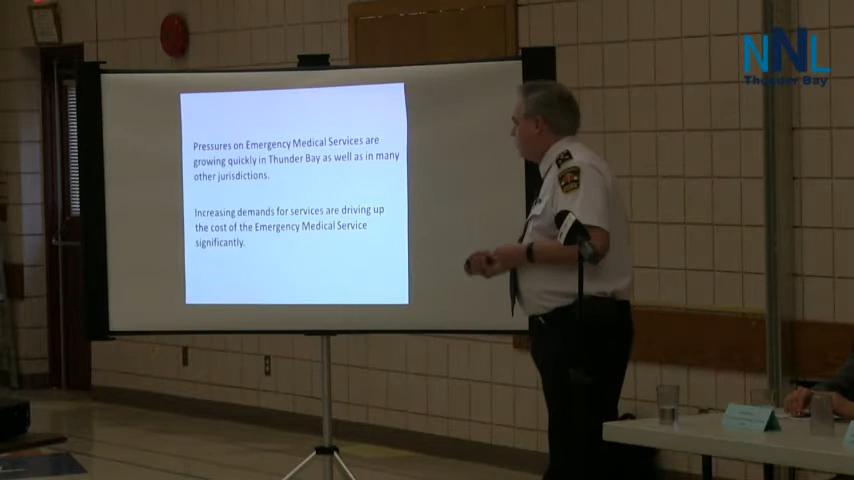 NNL
Thunder Bay
Pressures on Emergency Medical Services are
growing quickly in Thunder Bay as well as in many
other jurisdictions.
Increasing demands for services are driving up
the cost of the Emergency Medical Service
significantly.